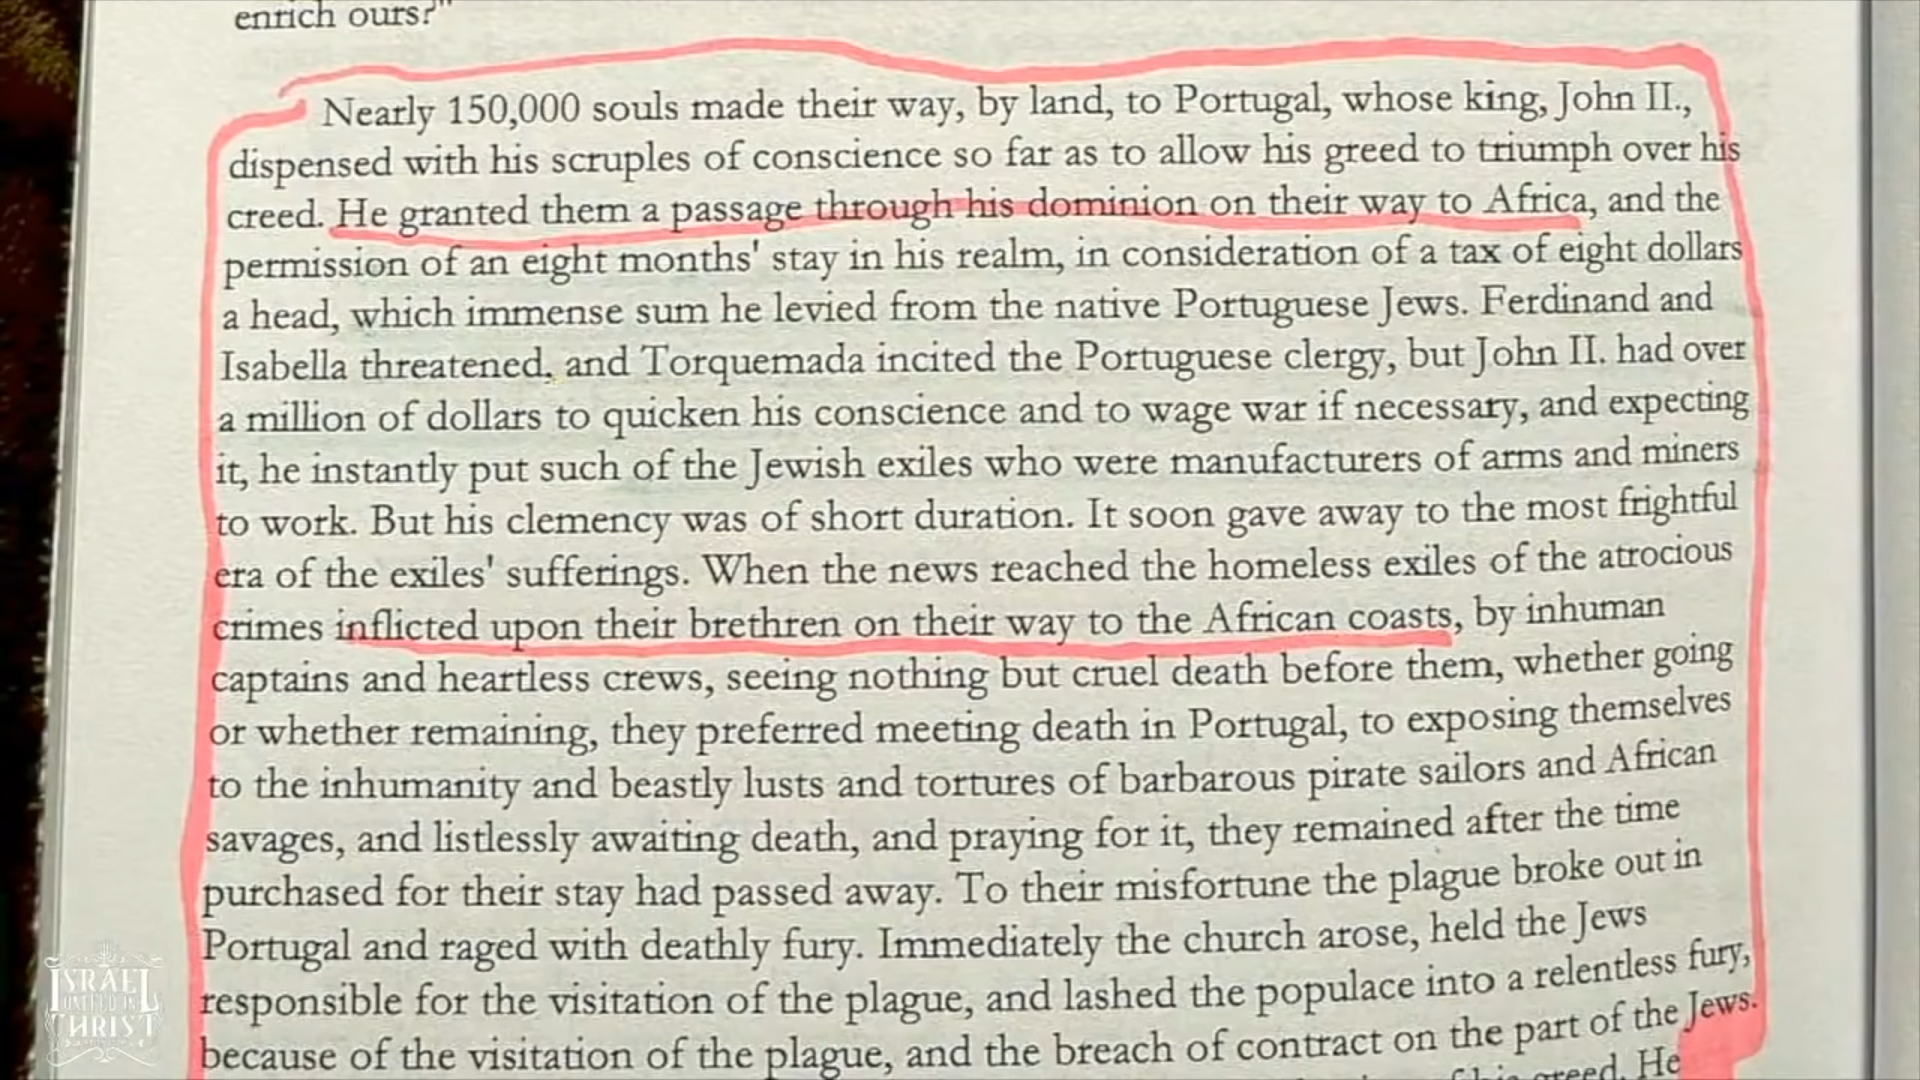 enrich ours?"
Nearly 150,000 souls made their way, by land, to Portugal, whose king, John II.,
dispensed with his scruples of conscience so far as to allow his greed to triumph over his
creed. He granted them a passage through his dominion on their way to Africa, and the
permission of an eight months' stay in his realm, in consideration of a tax of eight dollars
a head, which immense sum he levied from the native Portuguese Jews. Ferdinand and
Isabella threatened, and Torquemada incited the Portuguese clergy, but John II. had over
a million of dollars to quicken his conscience and to wage war if necessary, and expecting
it, he instantly put such of the Jewish exiles who were manufacturers of arms and miners
to work. But his clemency was of short duration. It soon gave away to the most frightful
era of the exiles' sufferings. When the news reached the homeless exiles of the atrocious
crimes inflicted upon their brethren on their way to the African coasts, by inhuman
captains and heartless crews, seeing nothing but cruel death before them, whether going
or whether remaining, they preferred meeting death in Portugal, to exposing themselves
to the inhumanity and beastly lusts and tortures of barbarous pirate sailors and African
savages, and listlessly awaiting death, and praying for it, they remained after the time
purchased for their stay had passed away. To their misfortune the plague broke out in
Portugal and raged with deathly fury. Immediately the church arose, held the Jews
responsible for the visitation of the plague, and lashed the populace into a relentless fury,
because of the visitation of the plague, and the breach of contract on the part of the Jews.
greed. He
ISRAEL
UNITED IN
CHRIST